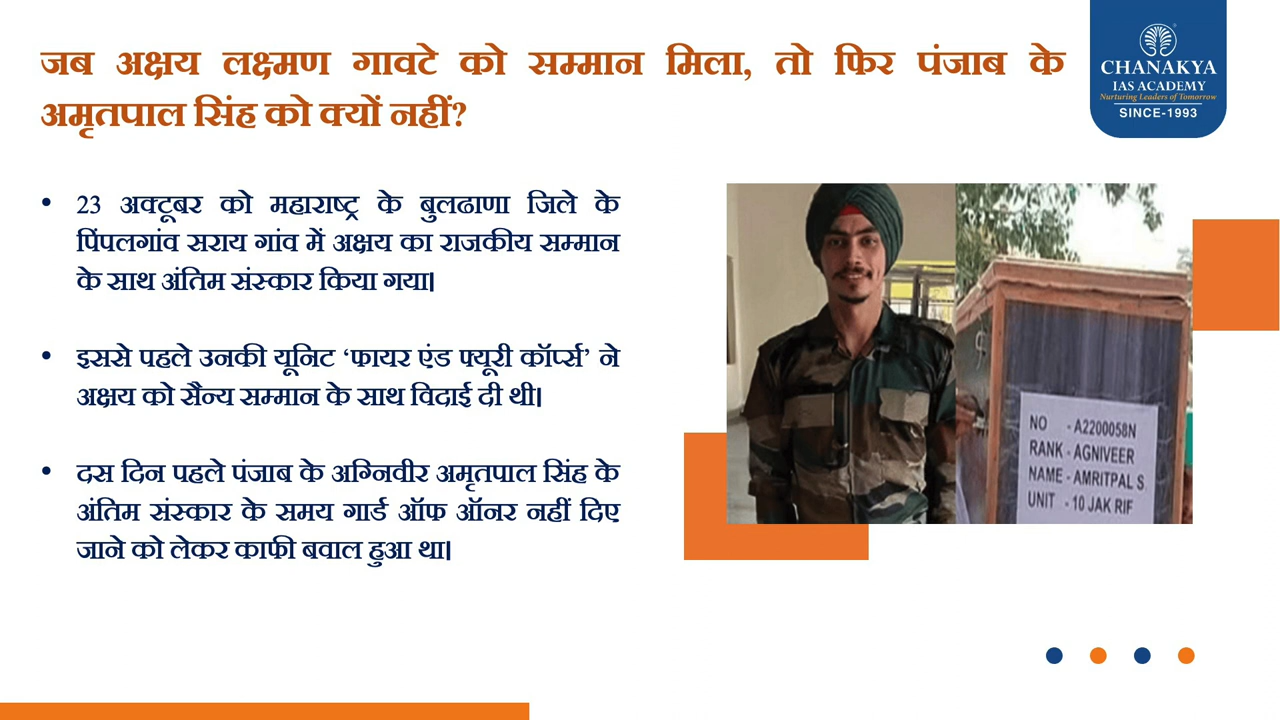 जब अक्षय लक्ष्मण गावटे को सम्मान मिला, तो फिर पंजाब के
अमृतपाल सिंह को क्यों नहीं?
CHANAKYA
IAS ACADEMY
Nurturing Leaders of Tomorrow
SINCE-1993
• 23 अक्टूबर को महाराष्ट्र के बुलढाणा जिले के
पिंपलगांव सराय गांव में अक्षय का राजकीय सम्मान
के साथ अंतिम संस्कार किया गया।
• इससे पहले उनकी यूनिट ‘फायर एंड फ्यूरी कॉर्प्स’ ने
अक्षय को सैन्य सम्मान के साथ विदाई दी थी।
• दस दिन पहले पंजाब के अग्निवीर अमृतपाल सिंह के
अंतिम संस्कार के समय गार्ड ऑफ़ ऑनर नहीं दिए
जाने को लेकर काफी बवाल हुआ था।
NO - A2200058N
RANK - AGNIVEER
NAME - AMRITPAL S
UNIT - 10 JAK RIF